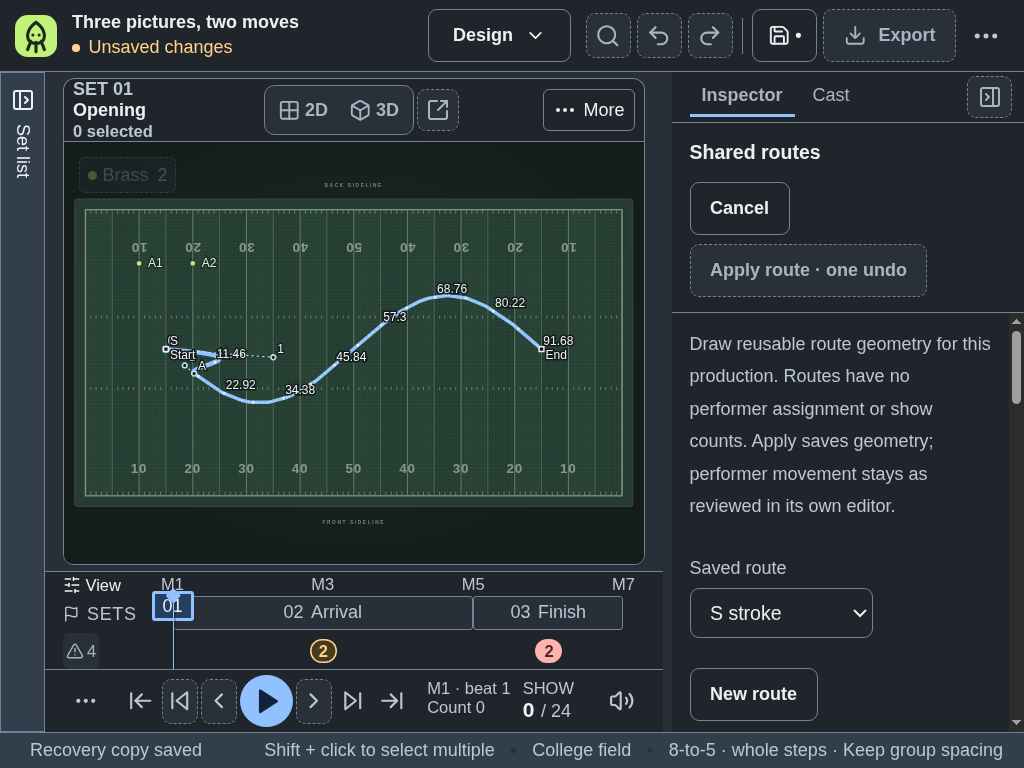 Three pictures, two moves
Unsaved changes
Design
Export
Set list
SET 01
Opening
0 selected
2D
3D
More
Brass 2
BACK SIDELINE
10 20 30 40 50 40 30 20 10
A1
A2
68.76
80.22
57.3
91.68
End
S
Start
A
11.46
1
45.84
22.92
34.38
10 20 30 40 50 40 30 20 10
FRONT SIDELINE
View
M1
M3
M5
M7
SETS
01
02 Arrival
03 Finish
4
2
2
M1 · beat 1
Count 0
SHOW
0 / 24
Inspector
Cast
Shared routes
Cancel
Apply route · one undo
Draw reusable route geometry for this
production. Routes have no
performer assignment or show
counts. Apply saves geometry;
performer movement stays as
reviewed in its own editor.
Saved route
S stroke
New route
Recovery copy saved
Shift + click to select multiple • College field • 8-to-5 · whole steps · Keep group spacing